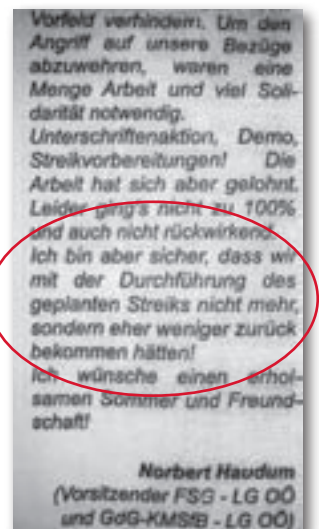 Vorfeld verhindern. Um den
Angriff auf unsere Bezüge
abzuwehren, waren eine
Menge Arbeit und viel Soli-
darität notwendig.
Unterschriftenaktion, Demo,
Streikvorbereitungen! Die
Arbeit hat sich aber gelohnt.
Leider ging's nicht zu 100%
und auch nicht rückwirkend.
Ich bin aber sicher, dass wir
mit der Durchführung des
geplanten Streiks nicht mehr,
sondern eher weniger zurück
bekommen hätten!
Ich wünsche einen erhol-
samen Sommer und Freund-
schaft!
Norbert Haudum
(Vorsitzender FSG - LG OÖ
und GdG-KMSfB - LG OÖ)